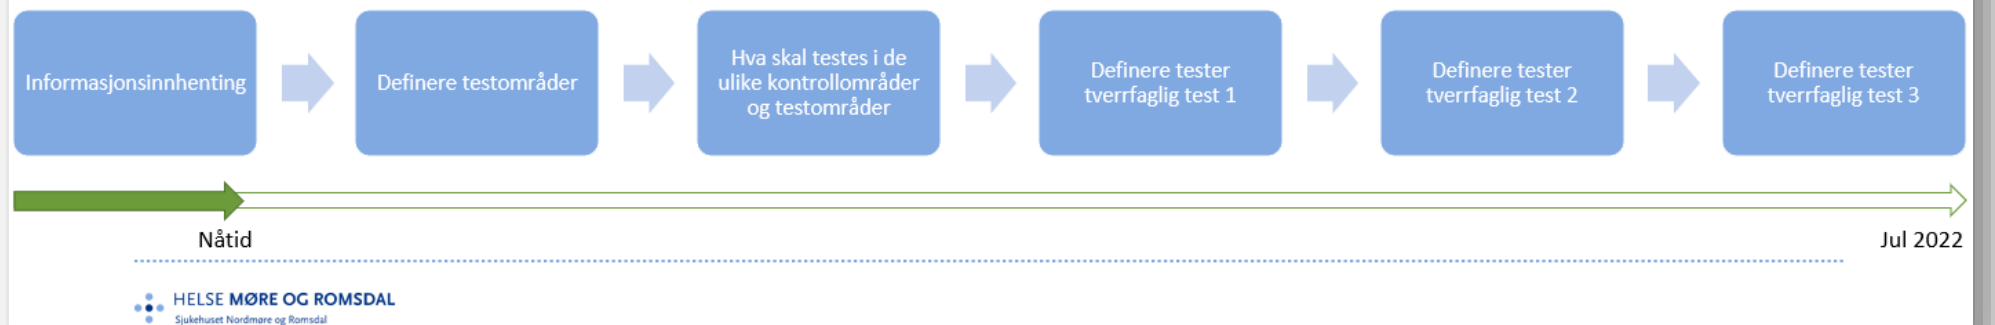 Informasjonsinnhenting
Definere testområder
Hva skal testes i de
ulike kontrollområder
og testområder
Definere tester
tverrfaglig test 1
Definere tester
tverrfaglig test 2
Definere tester
tverrfaglig test 3
Nåtid
Jul 2022
HELSE MØRE OG ROMSDAL
Sjukehuset Nordmøre og Romsdal